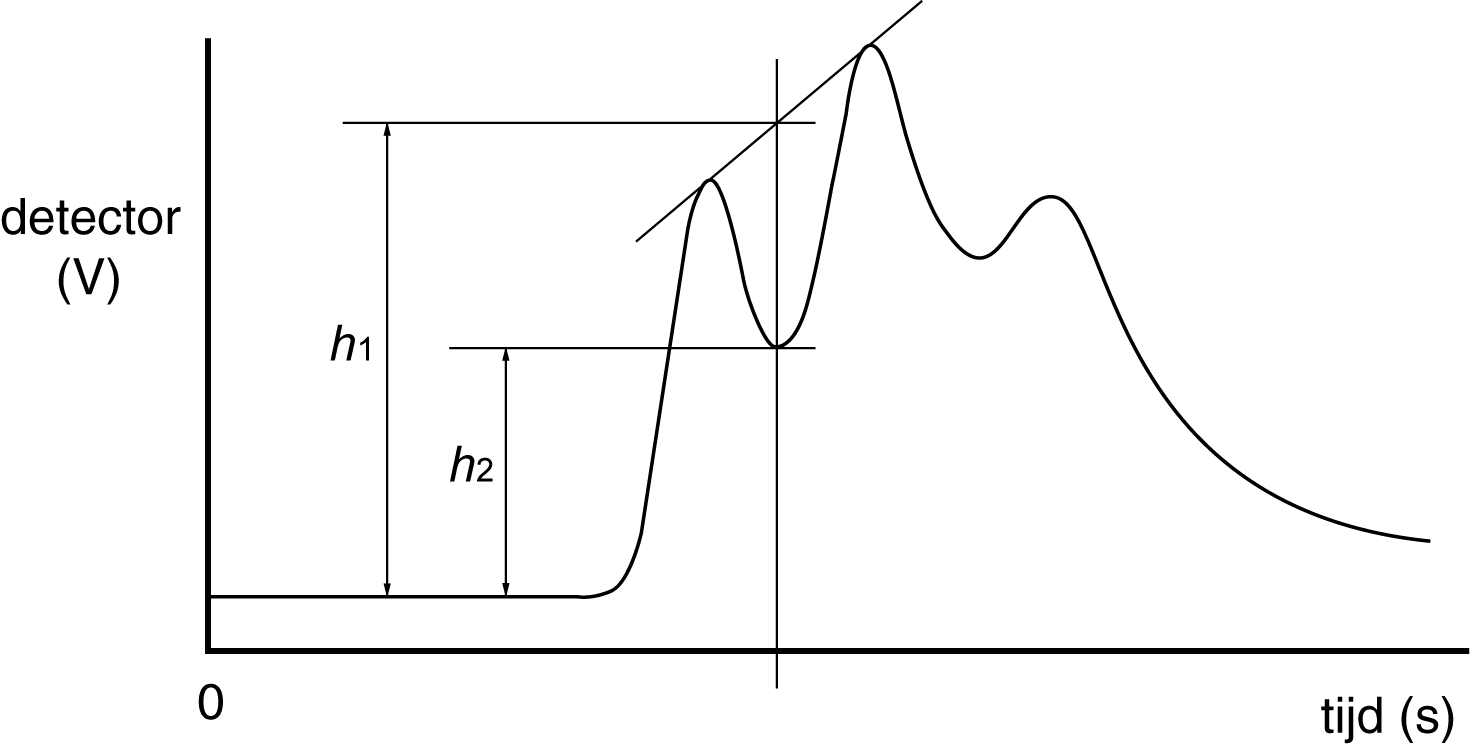 detector
(V)
h1
h2
0
tijd (s)